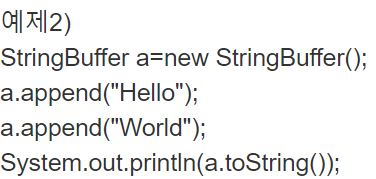 예제2)
StringBuffer a=new StringBuffer();
a.append("Hello");
a.append("World");
System.out.println(a.toString());